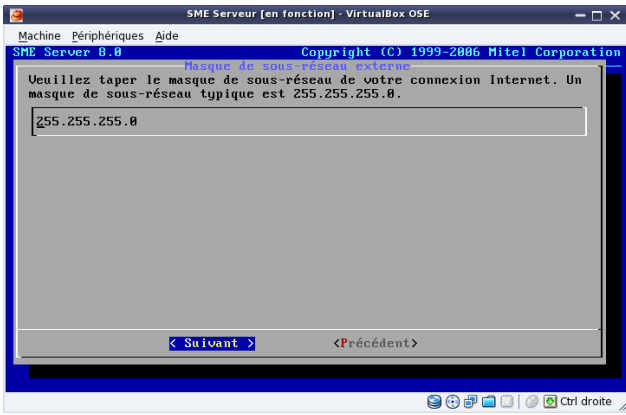 SME Serveur [en fonction] - VirtualBox OSE
Machine Périphériques Aide
SME Server 8.0 Copyright (C) 1999-2006 Mitel Corporation
Masque de sous-réseau externe
Veuillez taper le masque de sous-réseau de votre connexion Internet. Un
masque de sous-réseau typique est 255.255.255.0.
255.255.255.0
< Suivant > <Précédent>
Ctrl droite